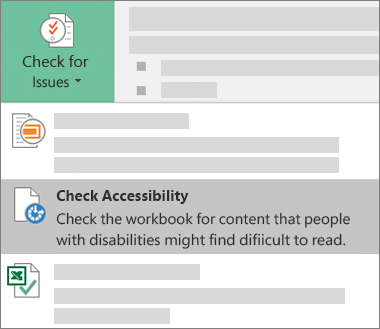 Check for
Issues
Check Accessibility
Check the workbook for content that people
with disabilities might find difiicult to read.